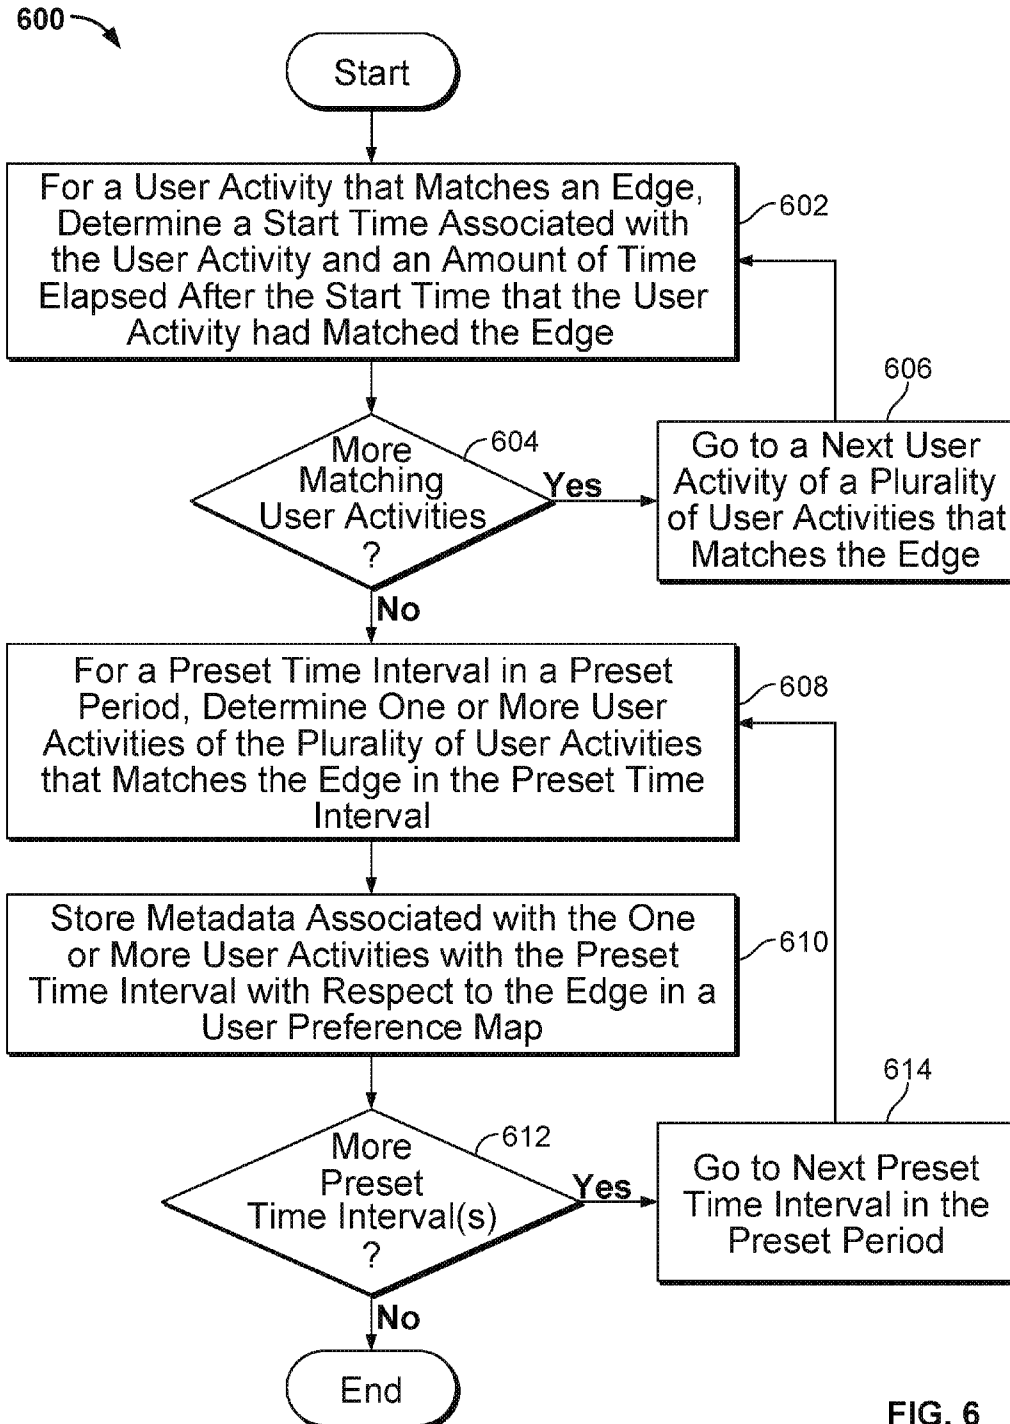 600
Start
For a User Activity that Matches an Edge,
Determine a Start Time Associated with
the User Activity and an Amount of Time
Elapsed After the Start Time that the User
Activity had Matched the Edge
602
More
Matching
User Activities
?
604
Yes
606
Go to a Next User
Activity of a Plurality
of User Activities that
Matches the Edge
No
For a Preset Time Interval in a Preset
Period, Determine One or More User
Activities of the Plurality of User Activities
that Matches the Edge in the Preset Time
Interval
608
Store Metadata Associated with the One
or More User Activities with the Preset
Time Interval with Respect to the Edge in a
User Preference Map
610
More
Preset
Time Interval(s)
?
612
Yes
614
Go to Next Preset
Time Interval in the
Preset Period
No
End
FIG. 6